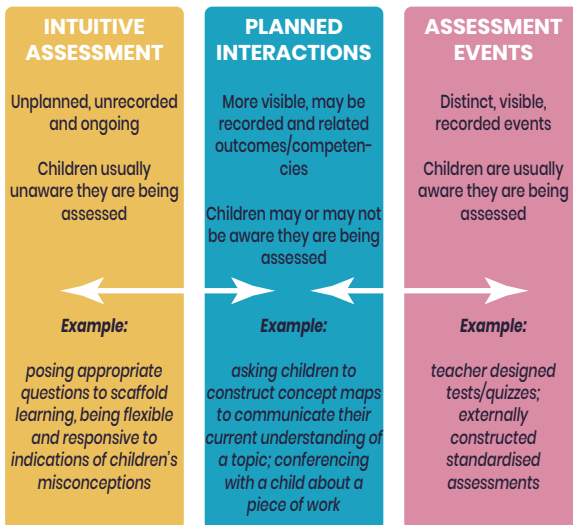 INTUITIVE
ASSESSMENT
Unplanned, unrecorded
and ongoing
Children usually
unaware they are being
assessed
Example:
posing appropriate
questions to scaffold
learning, being flexible
and responsive to
indications of children's
misconceptions
PLANNED
INTERACTIONS
More visible, may be
recorded and related
outcomes/competen-
cies
Children may or may not
be aware they are being
assessed
Example:
asking children to
construct concept maps
to communicate their
current understanding of
a topic; conferencing
with a child about a
piece of work
ASSESSMENT
EVENTS
Distinct, visible,
recorded events
Children are usually
aware they are being
assessed
Example:
teacher designed
tests/quizzes;
externally
constructed
standardised
assessments